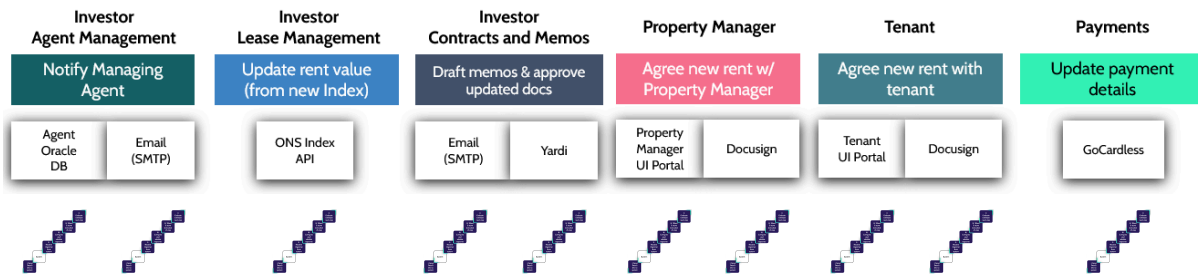 Investor
Agent Management
Investor
Lease Management
Investor
Contracts and Memos
Property Manager
Tenant
Payments
Notify Managing
Agent
Update rent value
(from new Index)
Draft memos & approve
updated docs
Agree new rent w/
Property Manager
Agree new rent with
tenant
Update payment
details
Agent
Oracle
DB
Email
(SMTP)
ONS Index
API
Email
(SMTP)
Yardi
Property
Manager
UI Portal
Docusign
Tenant
UI Portal
Docusign
GoCardless